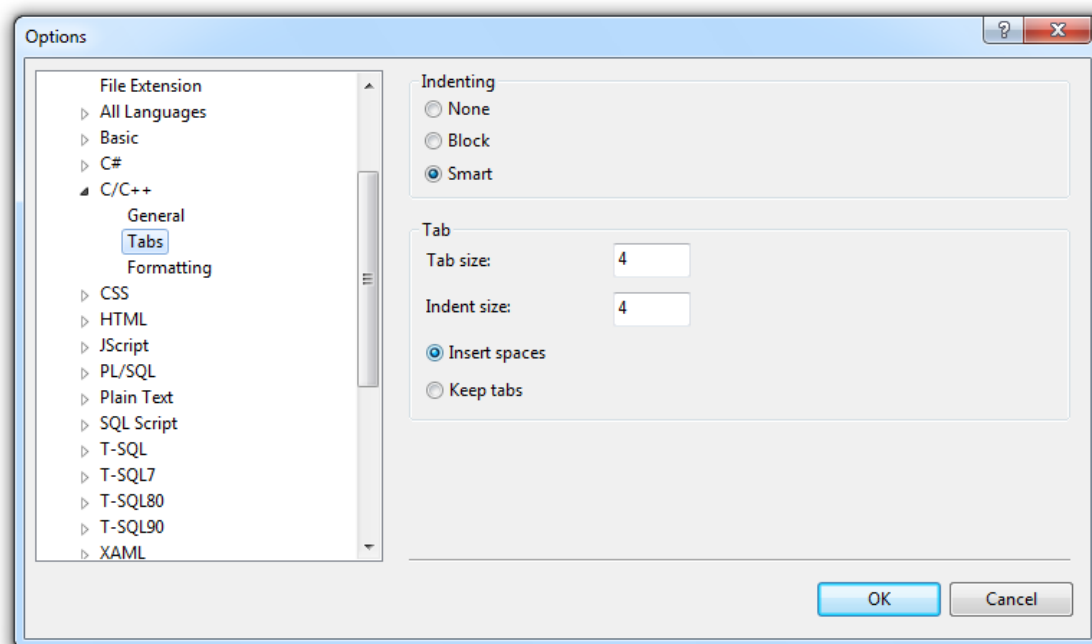 Options
File Extension
All Languages
Basic
C#
C/C++
General
Tabs
Formatting
CSS
HTML
JScript
PL/SQL
Plain Text
SQL Script
T-SQL
T-SQL7
T-SQL80
T-SQL90
XAML
Indenting
None
Block
Smart
Tab
Tab size: 4
Indent size: 4
Insert spaces
Keep tabs
OK Cancel